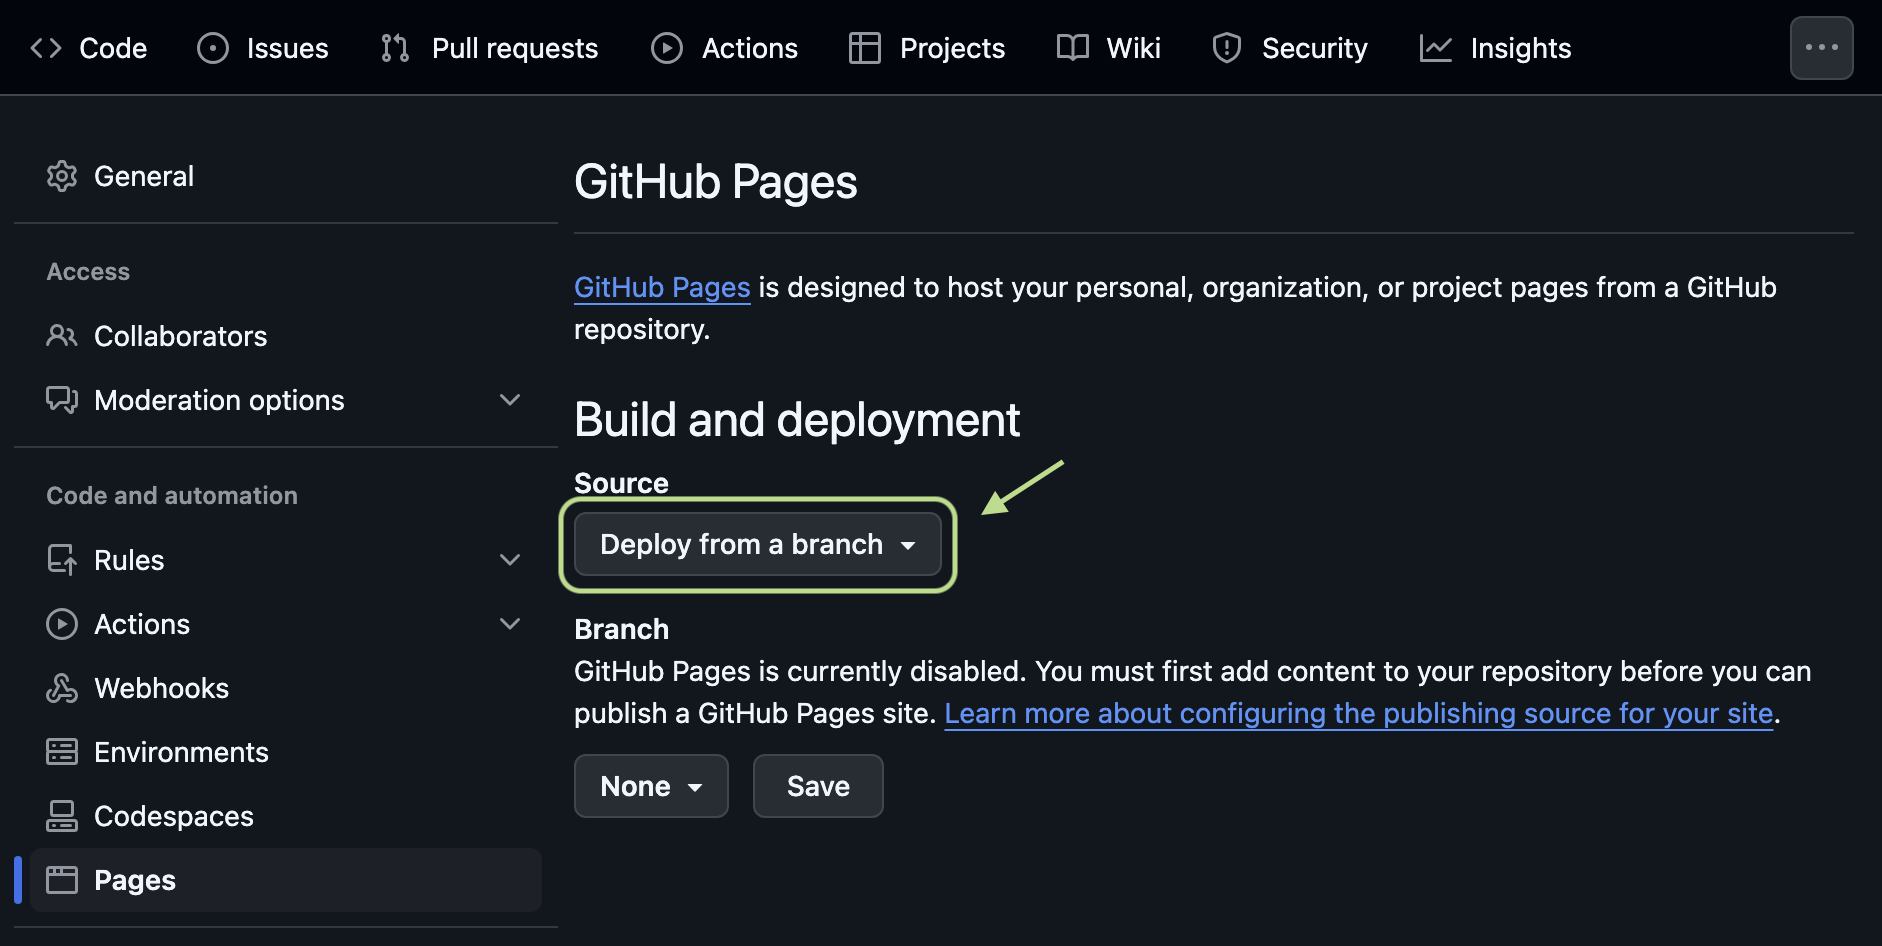 Code Issues Pull requests Actions Projects Wiki Security Insights
General
Access
Collaborators
Moderation options
Code and automation
Rules
Actions
Webhooks
Environments
Codespaces
Pages
GitHub Pages
GitHub Pages is designed to host your personal, organization, or project pages from a GitHub
repository.
Build and deployment
Source
Deploy from a branch
Branch
GitHub Pages is currently disabled. You must first add content to your repository before you can
publish a GitHub Pages site. Learn more about configuring the publishing source for your site.
None Save